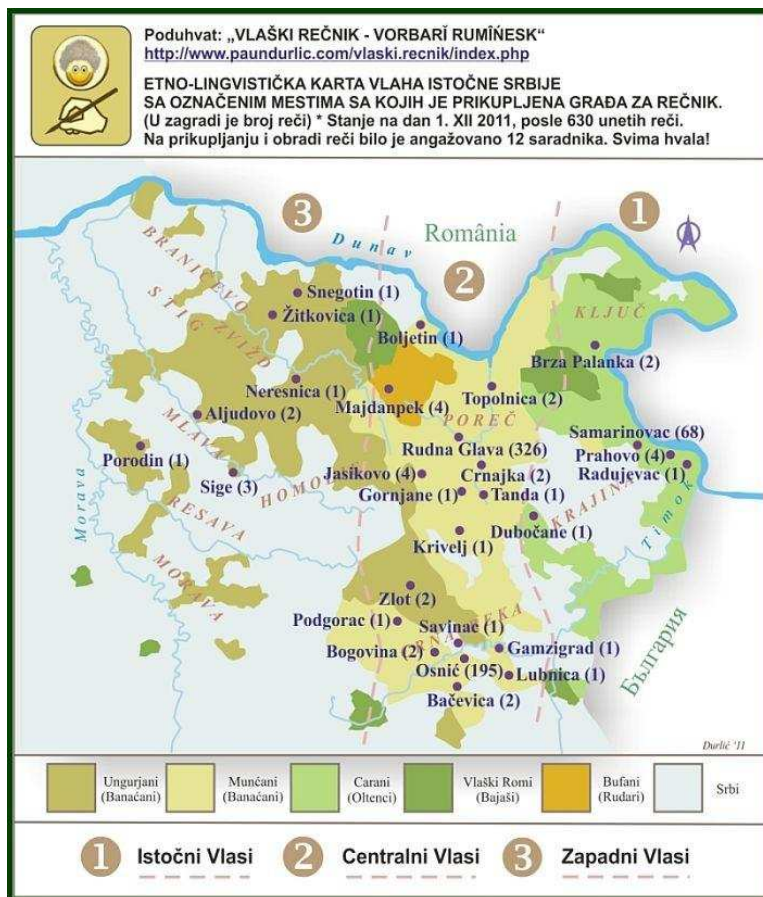 Poduhvat: „VLAŠKI REČNIK - VORBARĬ RUMÎŃESK“
http://www.paundurlic.com/vlaski.recnik/index.php
ETNO-LINGVISTIČKA KARTA VLAHA ISTOČNE SRBIJE
SA OZNAČENIM MESTIMA SA KOJIH JE PRIKUPLJENA GRAĐA ZA REČNIK.
(U zagradi je broj reči) * Stanje na dan 1. XII 2011, posle 630 unetih reči.
Na prikupljanju i obradi reči bilo je angažovano 12 saradnika. Svima hvala!
3
1
Dunav
România
2
BRANIČEVO
STIG
ZVIŽD
KLJUČ
Snegotin (1)
Žitkovica (1)
Boljetin (1)
Brza Palanka (2)
Neresnica (1)
Majdanpek (4)
Topolnica (2)
Aljudovo (2)
POREČ
MLAVA
Samarinovac (68)
Rudna Glava (326)
Porodin (1)
Prahovo (4)
Sige (3)
HOMOLJE
Jasikovo (4)
Crnajka (2)
Radujevac (1)
Gornjane (1)
Tanda (1)
KRAJINA
Morava
RESAVA
Timok
Dubočane (1)
Krivelj (1)
MORAVA
Zlot (2)
Podgorac (1)
Savinac (1)
Bogovina (2)
Gamzigrad (1)
Osnić (195)
Lubnica (1)
Bačevica (2)
България
Durlić '11
Ungurjani
(Banaćani)
Munćani
(Banaćani)
Carani
(Oltenci)
Vlaški Romi
(Bajaši)
Bufani
(Rudari)
Srbi
1 Istočni Vlasi
2 Centralni Vlasi
3 Zapadni Vlasi